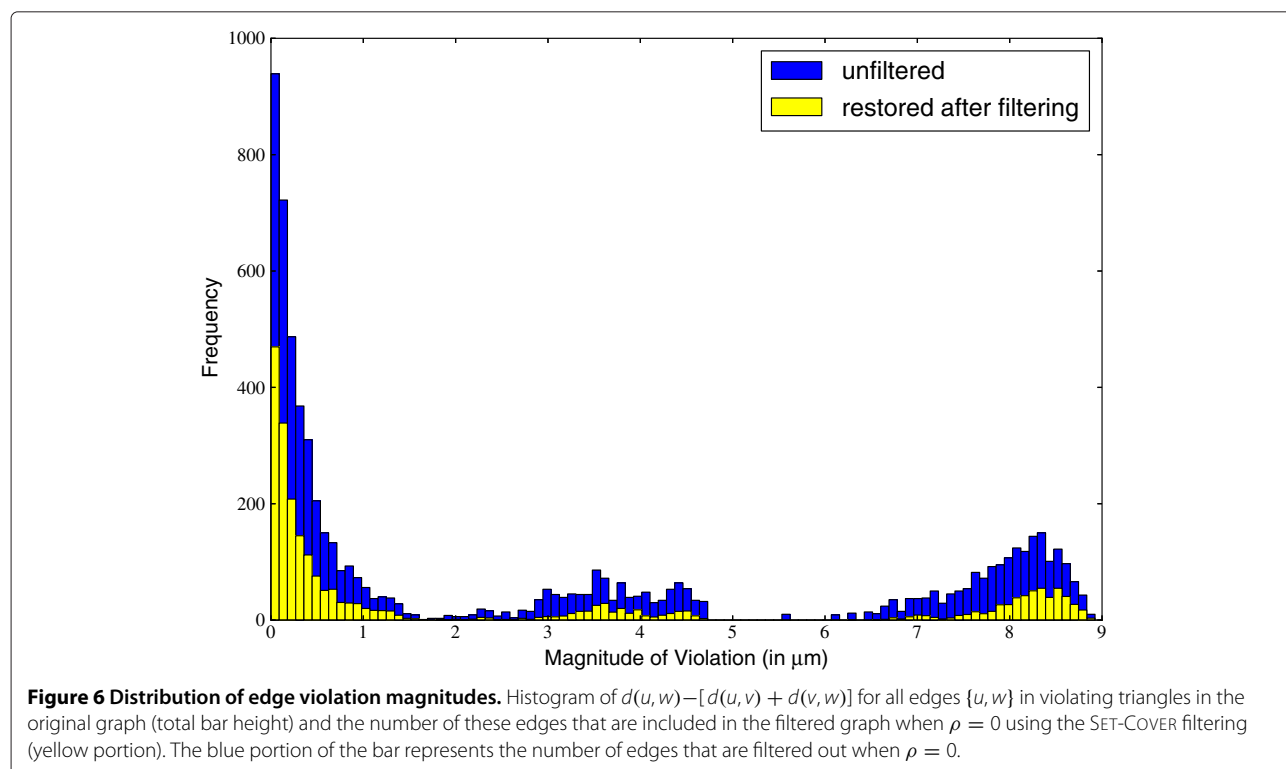 1000
800
600
400
200
0
Frequency
unfiltered
restored after filtering
0 1 2 3 4 5 6 7 8 9
Magnitude of Violation (in μm)
Figure 6 Distribution of edge violation magnitudes. Histogram of d(u, w)−[ d(u, v) + d(v, w)] for all edges {u, w} in violating triangles in the
original graph (total bar height) and the number of these edges that are included in the filtered graph when ρ = 0 using the SET-COVER filtering
(yellow portion). The blue portion of the bar represents the number of edges that are filtered out when ρ = 0.